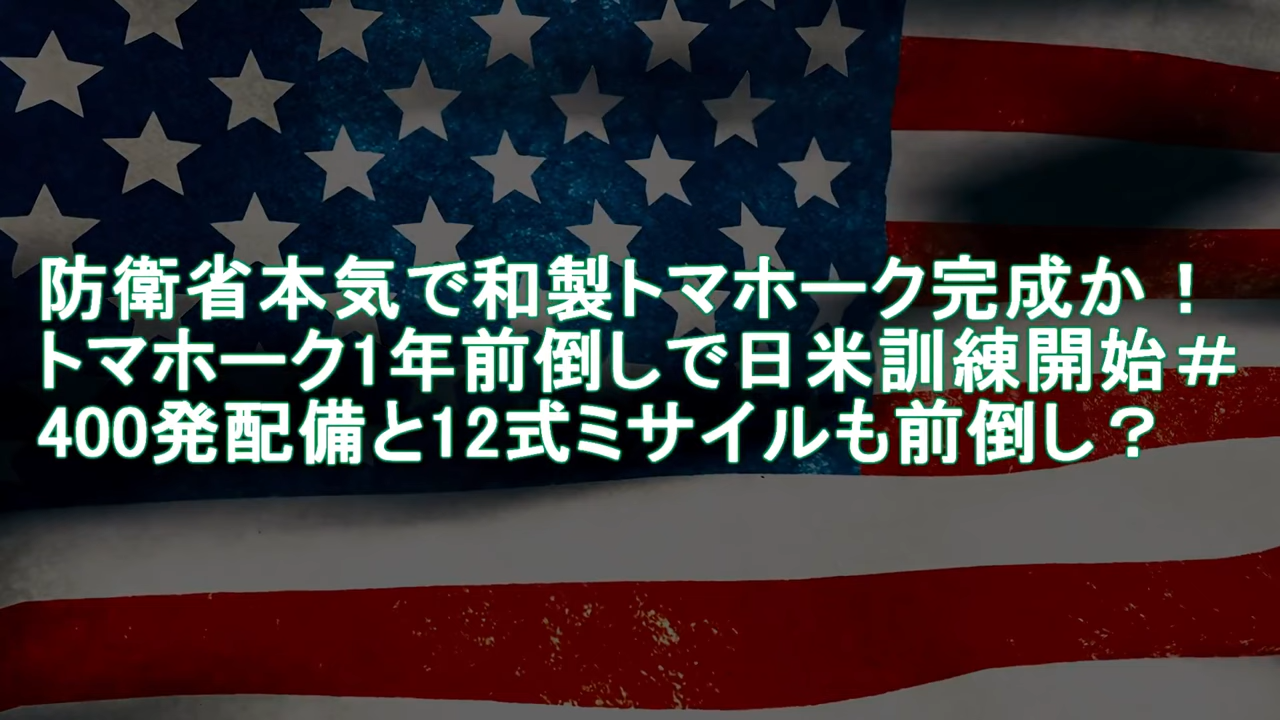 防衛省本気で和製トマホーク完成か！
トマホーク1年前倒しで日米訓練開始＃
400発配備と12式ミサイルも前倒し？